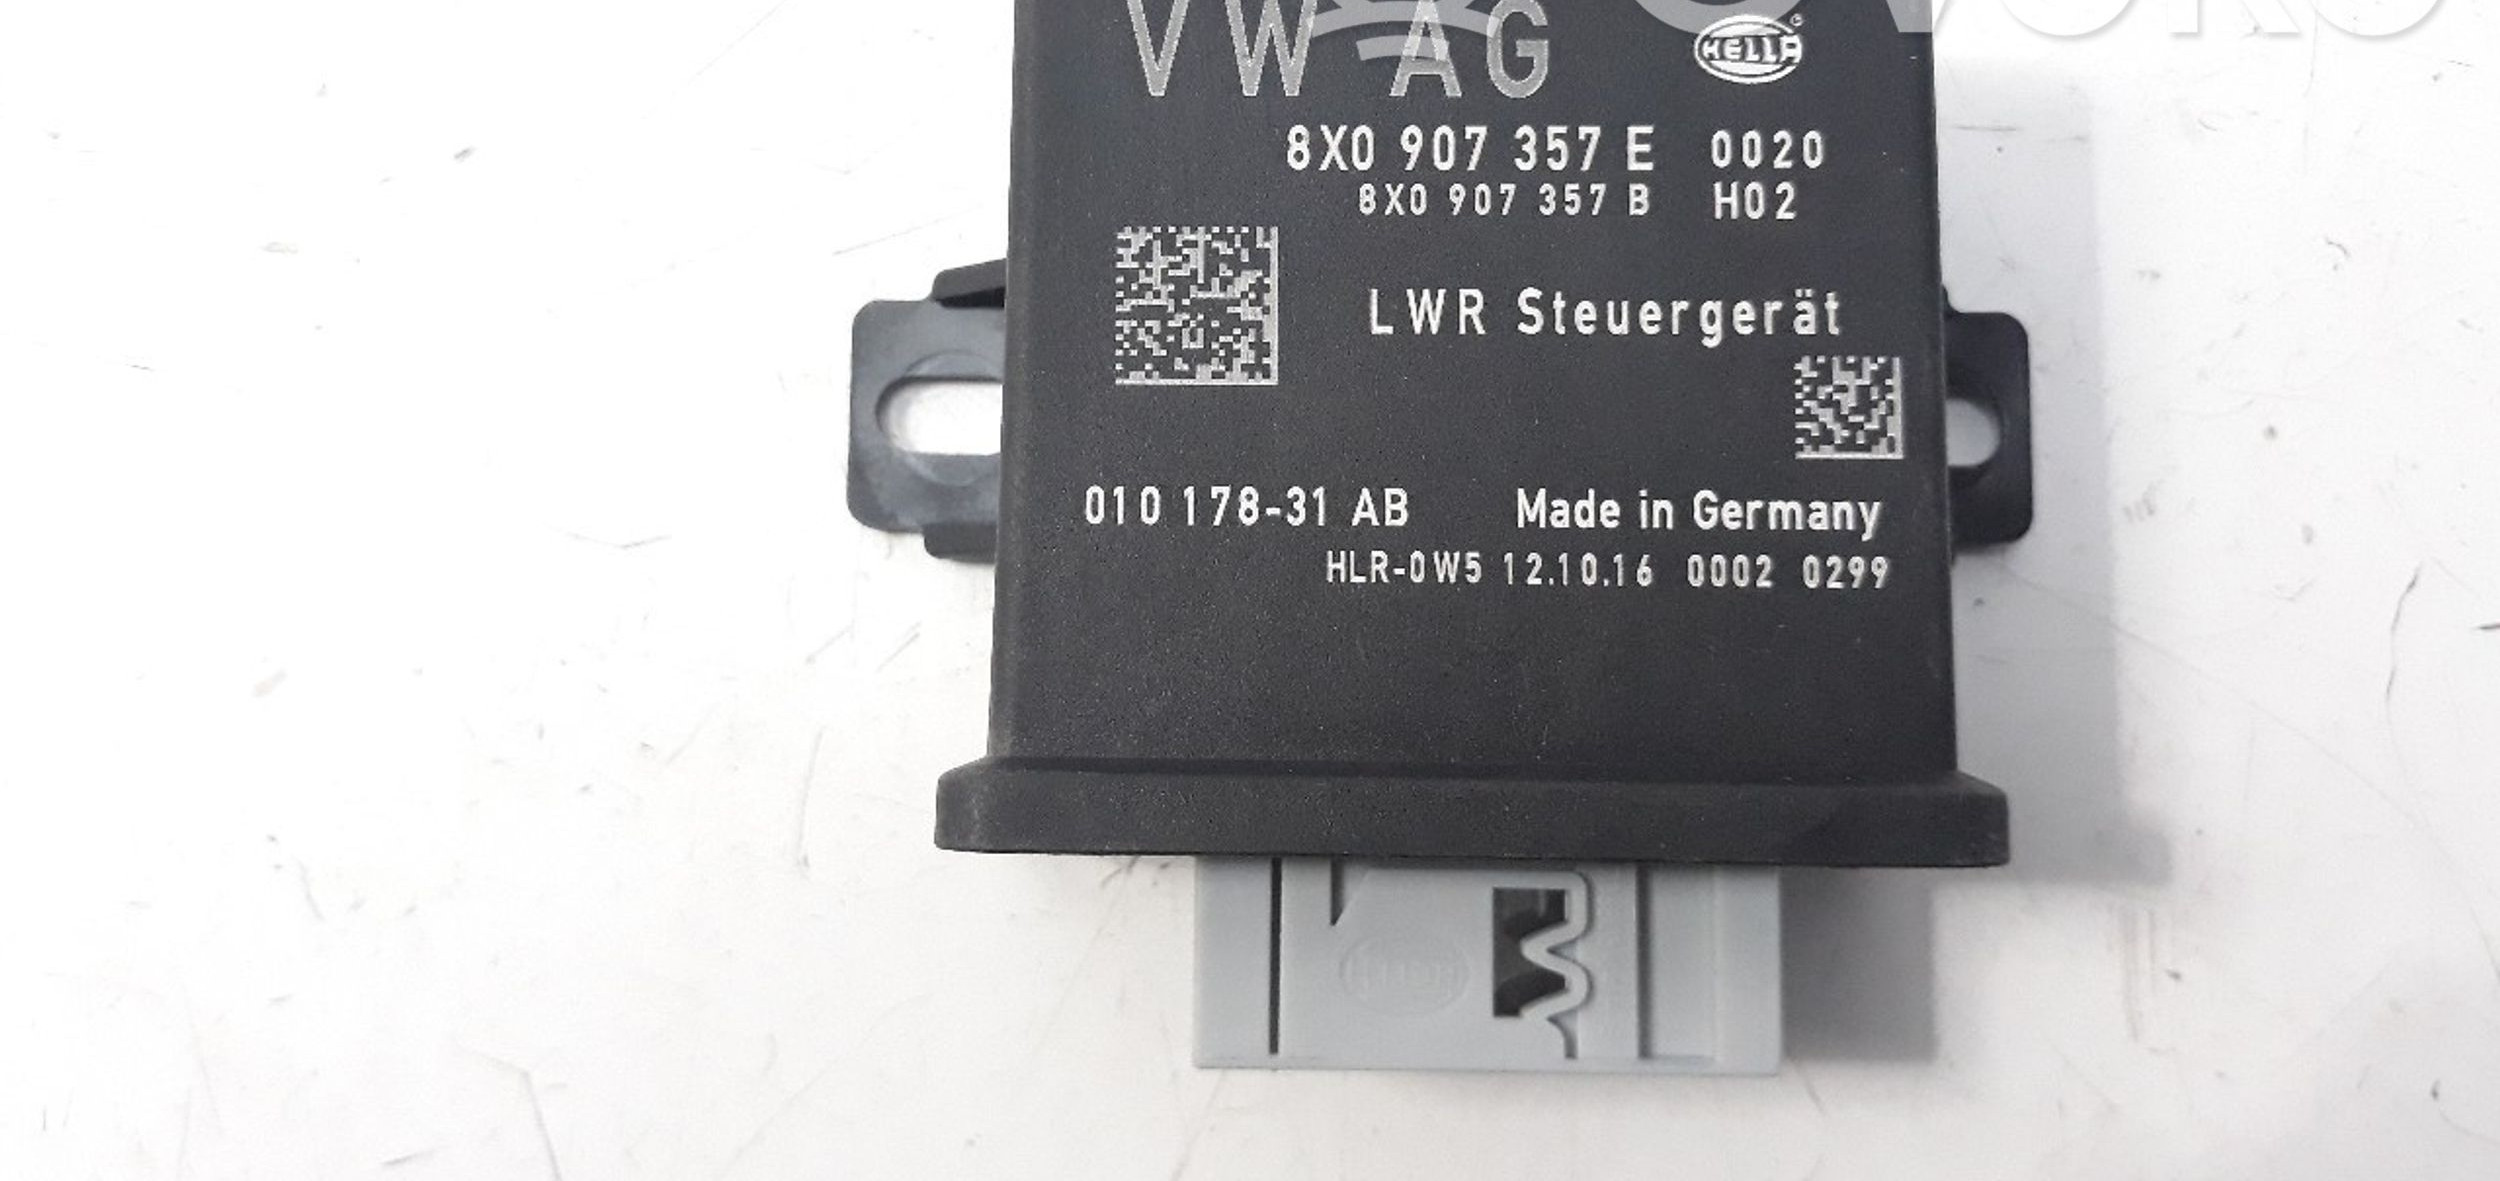 VW AG HELLA
8X0 907 357 E 0020
8X0 907 357 B H02
LWR Steuergerät
010 178-31 AB Made in Germany
HLR-0W5 12.10.16 0002 0299
HELLA